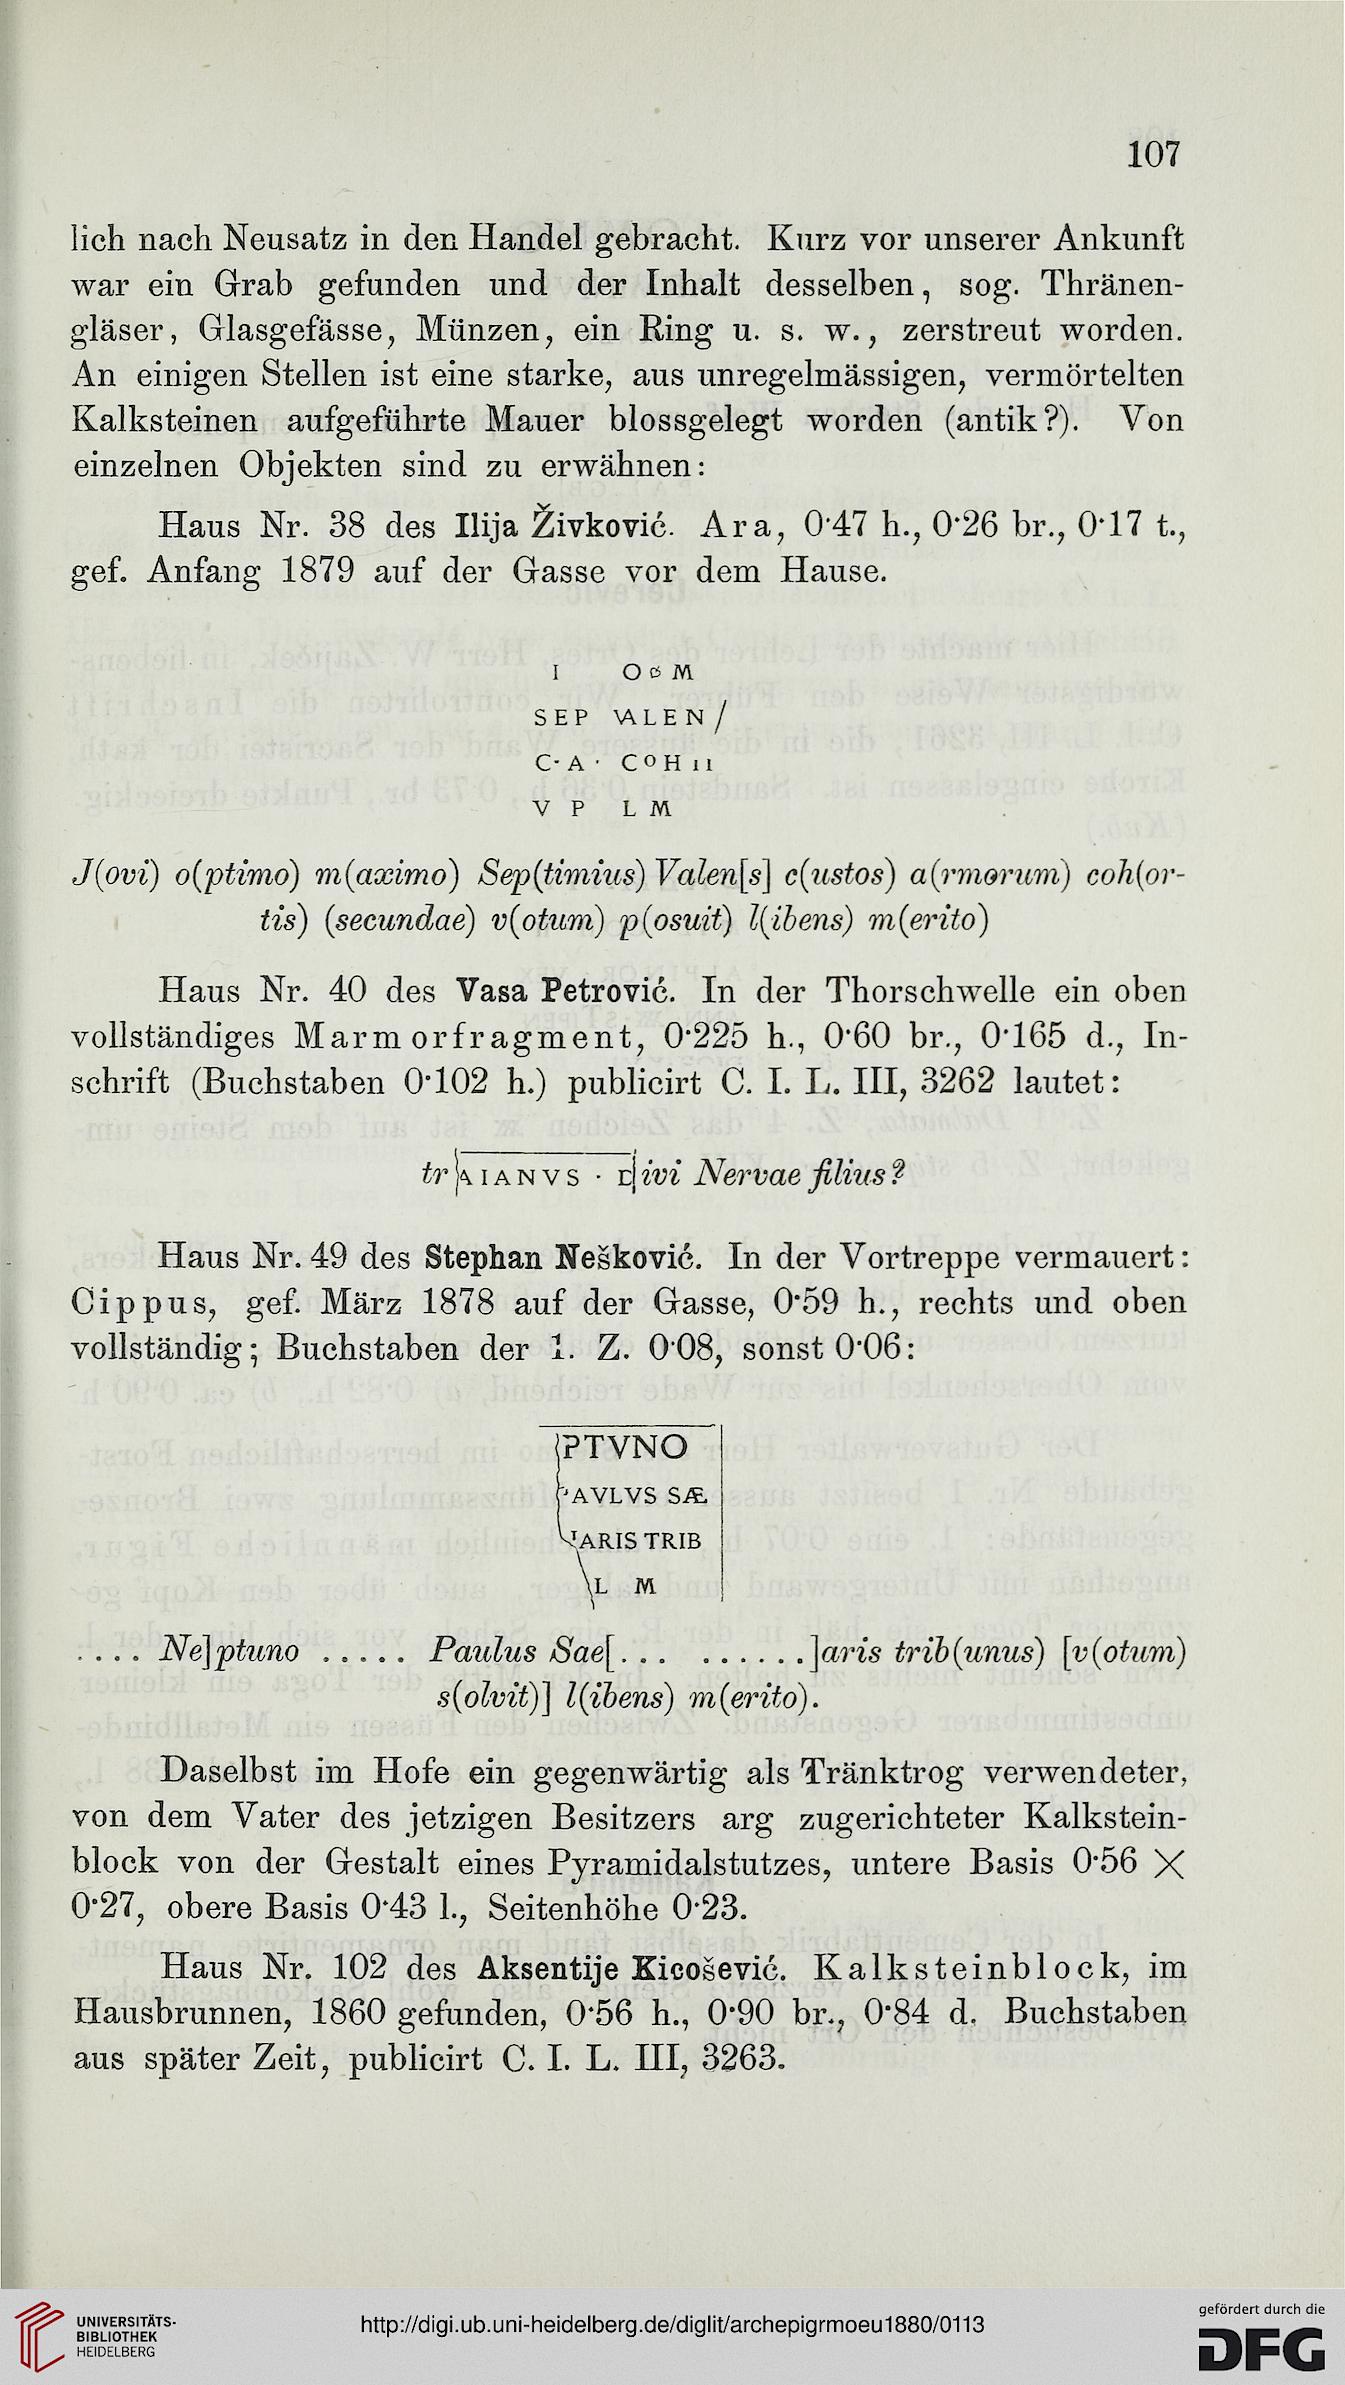 107
lich nach Neusatz in den Handel gebracht. Kurz vor unserer Ankunft
war ein Grab gefunden und der Inhalt desselben, sog. Thränen-
gläser, Glasgefässe, Münzen, ein Ring u. s. w., zerstreut worden.
An einigen Stellen ist eine starke, aus unregelmässigen, vermörtelten
Kalksteinen aufgeführte Mauer blossgelegt worden (antik?). Von
einzelnen Objekten sind zu erwähnen:
Haus Nr. 38 des Ilija Živković. Ara, 0·47 h., 0·26 br., 0·17 t.,
gef. Anfang 1879 auf der Gasse vor dem Hause.
I O M
SEP VALEN/
C·A· COH II
V P L M
J(ovi) o(ptimo) m(aximo) Sep(timius) Valen[s] c(ustos) a(rmorum) coh(or-
tis) (secundae) v(otum) p(osuit) l(ibens) m(erito)
Haus Nr. 40 des Vasa Petrović. In der Thorschwelle ein oben
vollständiges Marmorfragment, 0·225 h., 0·60 br., 0·165 d., In-
schrift (Buchstaben 0·102 h.) publicirt C. I. L. III, 3262 lautet:
tr|AIANVS · D|ivi Nervae filius?
Haus Nr. 49 des Stephan Nešković. In der Vortreppe vermauert:
Cippus, gef. März 1878 auf der Gasse, 0·59 h., rechts und oben
vollständig; Buchstaben der 1. Z. 0·08, sonst 0·06:
PTVNO
PAVLVS SÆ
ARIS TRIB
L M
. . . . Ne]ptuno . . . . . Paulus Sae[. . . . . . . . .]aris trib(unus) [v(otum)
s(olvit)] l(ibens) m(erito).
Daselbst im Hofe ein gegenwärtig als Tränktrog verwendeter,
von dem Vater des jetzigen Besitzers arg zugerichteter Kalkstein-
block von der Gestalt eines Pyramidalstutzes, untere Basis 0·56 ×
0·27, obere Basis 0·43 l., Seitenhöhe 0·23.
Haus Nr. 102 des Aksentije Kicošević. Kalksteinblock, im
Hausbrunnen, 1860 gefunden, 0·56 h., 0·90 br., 0·84 d. Buchstaben
aus später Zeit, publicirt C. I. L. III, 3263.
UNIVERSITÄTS-
BIBLIOTHEK
HEIDELBERG
http://digi.ub.uni-heidelberg.de/diglit/archepigrmoeu1880/0113
gefördert durch die
DFG